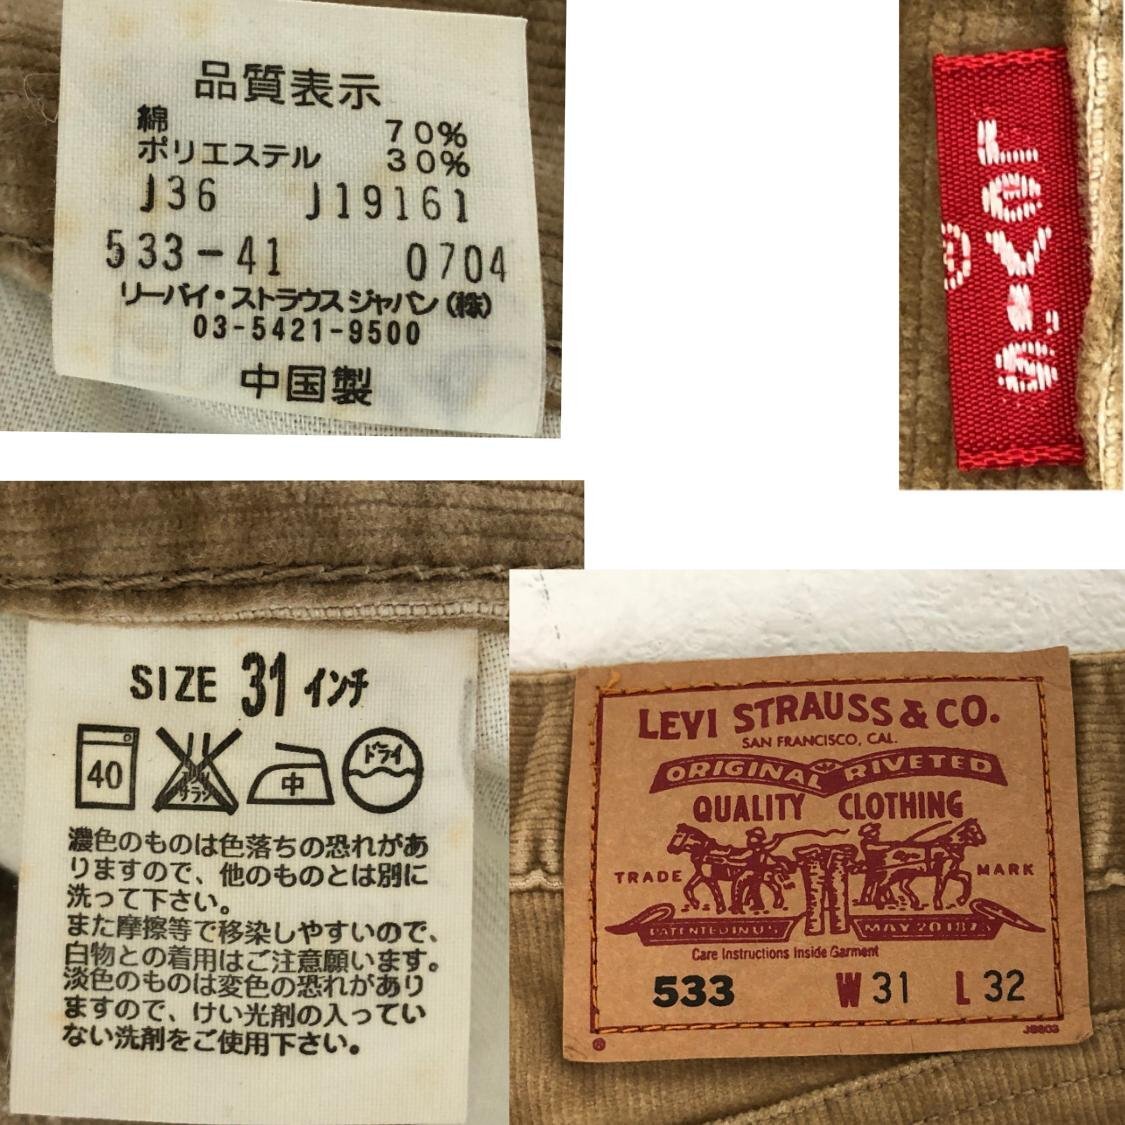 品質表示
綿 70%
ポリエステル 30%
J36 J19161
533-41 0704
リーバイ・ストラウス ジャパン(株)
03-5421-9500
中国製
LeVI'S
®
SIZE 31 インチ
40 サラシ 中 ドライ
濃色のものは色落ちの恐れがあ
りますので、他のものとは別に
洗って下さい。
また摩擦等で移染しやすいので、
白物との着用はご注意願います。
淡色のものは変色の恐れがあり
ますので、けい光剤の入ってい
ない洗剤をご使用下さい。
LEVI STRAUSS & CO.
SAN FRANCISCO, CAL.
ORIGINAL RIVETED
QUALITY CLOTHING
TRADE MARK
PATENTED IN U.S. MAY 20 1873
Care Instructions Inside Garment
533 W 31 L 32
®